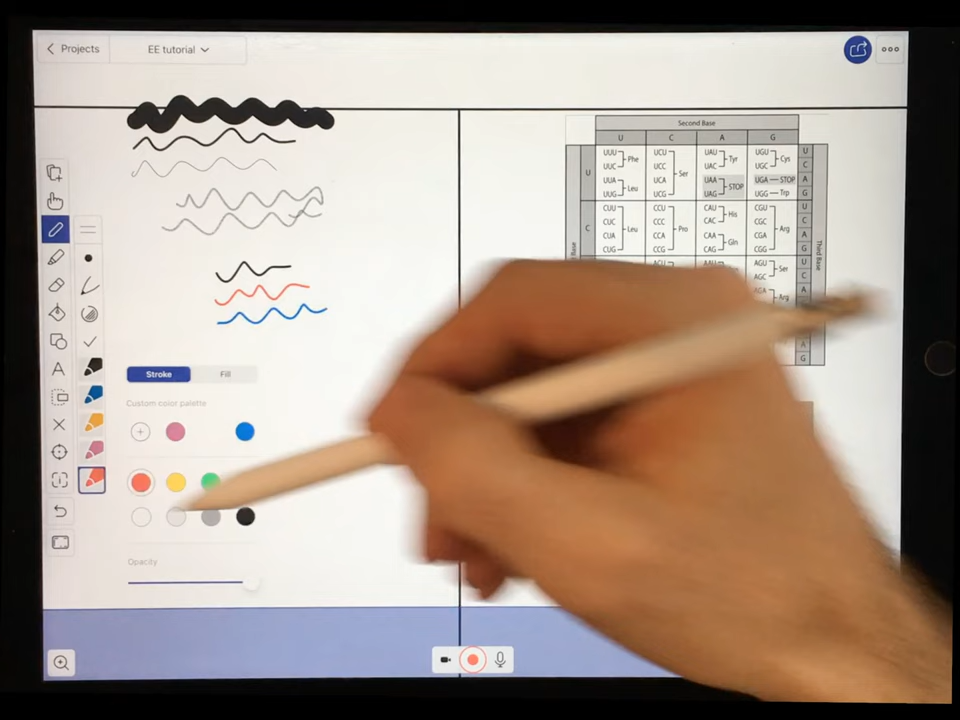 Projects
EE tutorial
Second Base
U C A G
U
UUU Phe UCU Ser UAU Tyr UGU Cys U
UUC UCC UAC UGC C
UUA Leu UCA UAA STOP UGA STOP A
UUG UCG UAG UGG Trp G
C
CUU Leu CCU Pro CAU His CGU Arg U
CUC CCC CAC CGC C
CUA CCA CAA Gln CGA A
CUG CCG CAG CGG G
Base
Third Base
ACU AAU AGU Ser U
AGC C
AGA Arg A
A
G
A
Stroke Fill
Custom color palette
Opacity